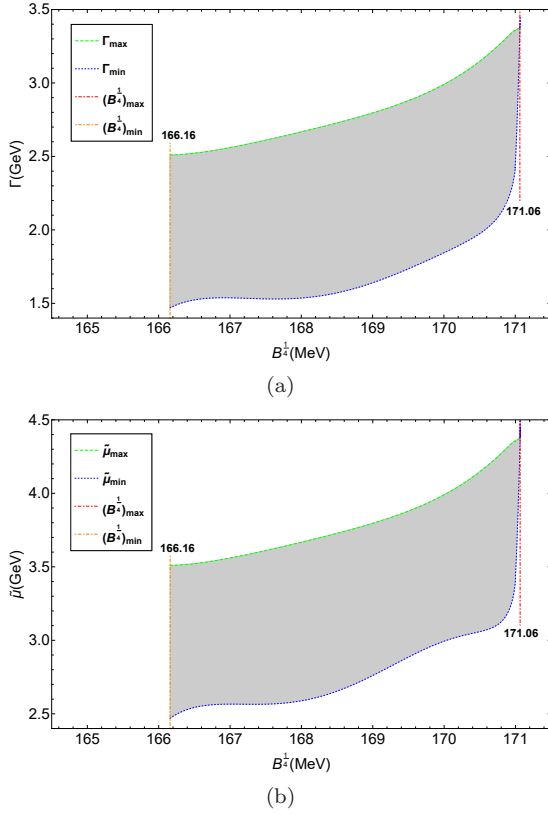 3.5
3.0
2.5
2.0
1.5
Γ(GeV)
Γmax
Γmin
(B^1/4)max
(B^1/4)min
166.16
171.06
165 166 167 168 169 170 171
B^1/4(MeV)
(a)
4.5
4.0
3.5
3.0
2.5
μ̃(GeV)
μ̃max
μ̃min
(B^1/4)max
(B^1/4)min
166.16
171.06
165 166 167 168 169 170 171
B^1/4(MeV)
(b)